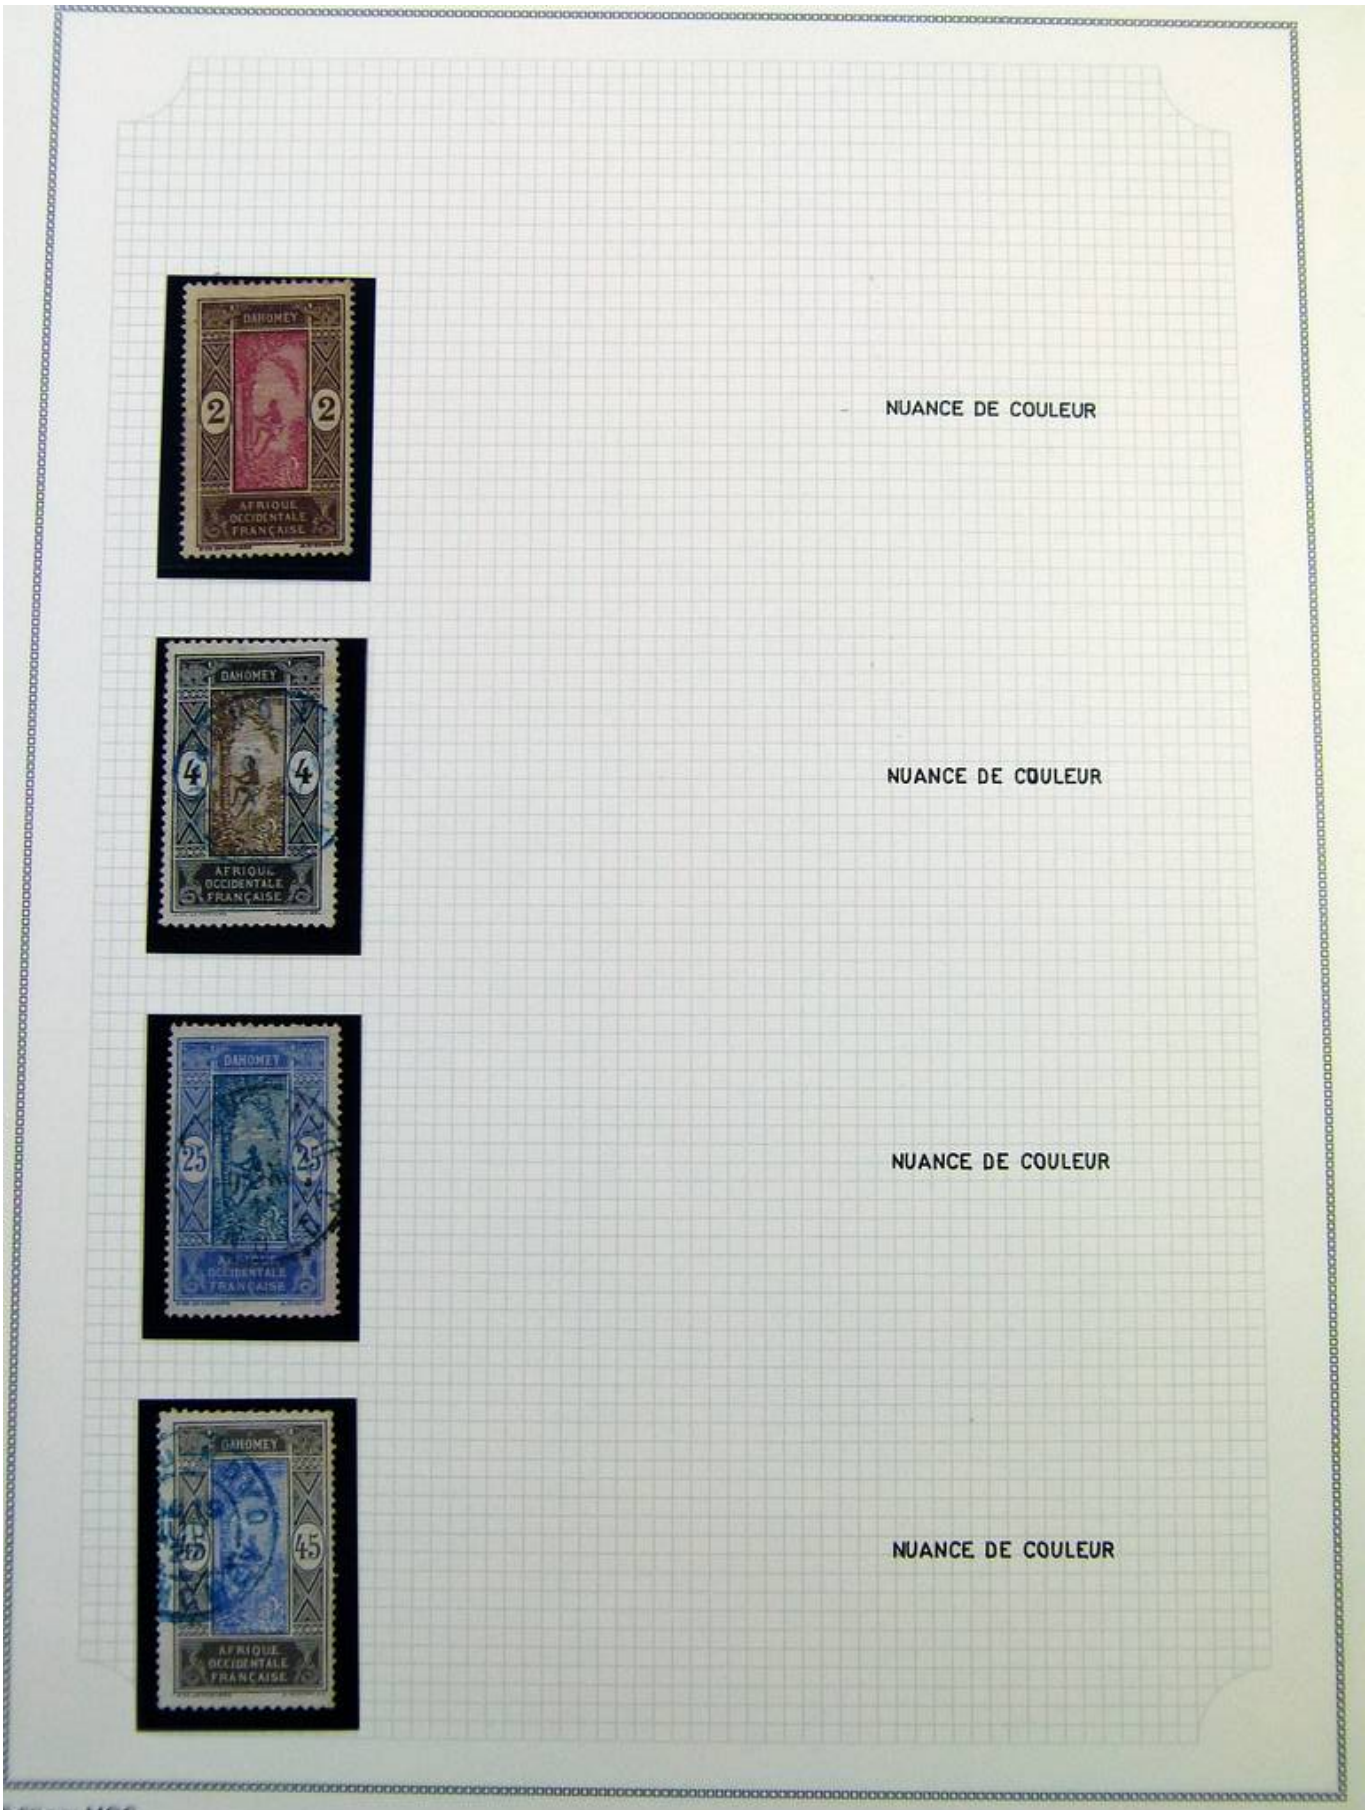 DAHOMEY
2 2
AFRIQUE
OCCIDENTALE
FRANÇAISE
NUANCE DE COULEUR
DAHOMEY
4 4
AFRIQUE
OCCIDENTALE
FRANÇAISE
NUANCE DE COULEUR
DAHOMEY
25 25
AFRIQUE
OCCIDENTALE
FRANÇAISE
NUANCE DE COULEUR
DAHOMEY
45 45
AFRIQUE
OCCIDENTALE
FRANÇAISE
NUANCE DE COULEUR